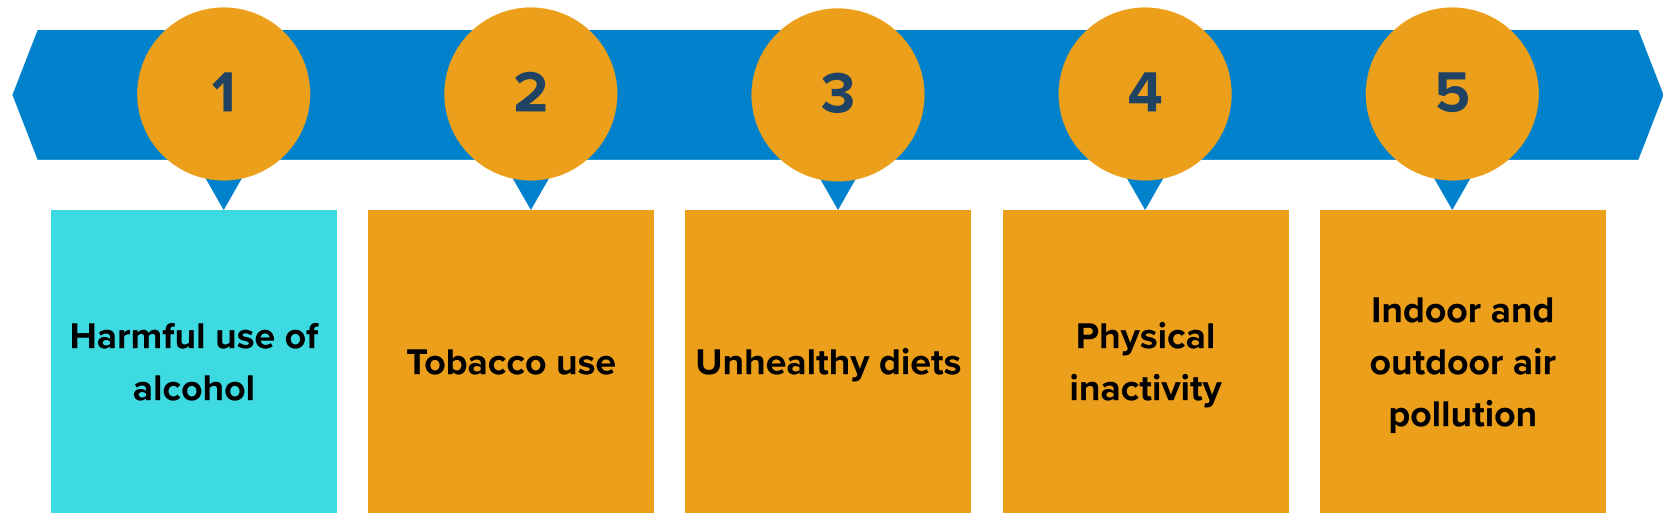 1
2
3
4
5
Harmful use of
alcohol
Tobacco use
Unhealthy diets
Physical
inactivity
Indoor and
outdoor air
pollution